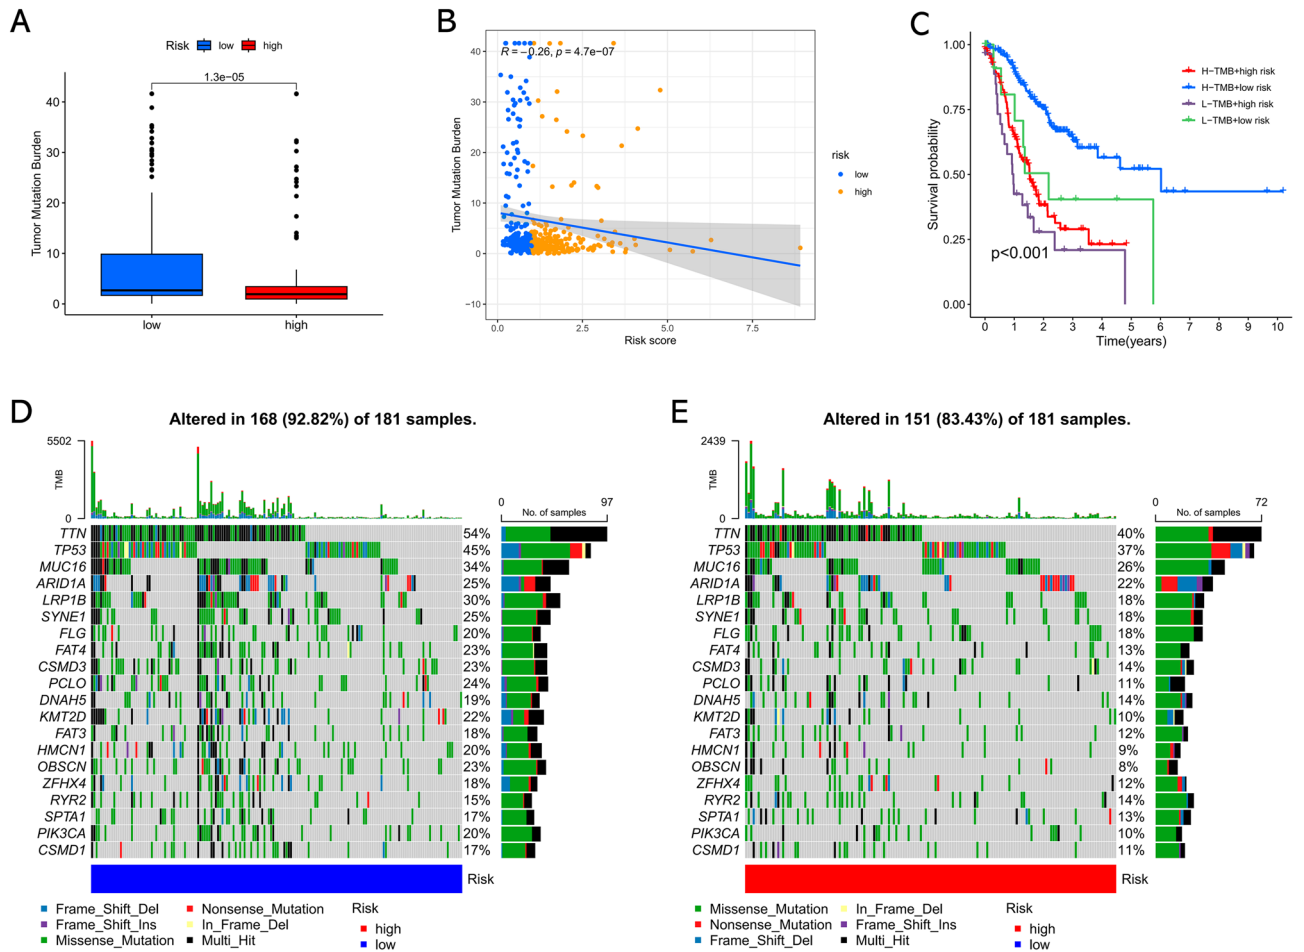 A
Risk low high
1.3e−05
Tumor Mutation Burden
40
30
20
10
0
low high
B
R = −0.26, p = 4.7e−07
Tumor Mutation Burden
40
30
20
10
0
−10
0.0 2.5 5.0 7.5
Risk score
risk
low
high
C
Survival probability
1.00
0.75
0.50
0.25
0.00
H−TMB+high risk
H−TMB+low risk
L−TMB+high risk
L−TMB+low risk
p<0.001
0 1 2 3 4 5 6 7 8 9 10
Time(years)
D
Altered in 168 (92.82%) of 181 samples.
5502
TMB
0
0 97
No. of samples
TTN 54%
TP53 45%
MUC16 34%
ARID1A 25%
LRP1B 30%
SYNE1 25%
FLG 20%
FAT4 23%
CSMD3 23%
PCLO 24%
DNAH5 19%
KMT2D 22%
FAT3 18%
HMCN1 20%
OBSCN 23%
ZFHX4 18%
RYR2 15%
SPTA1 17%
PIK3CA 20%
CSMD1 17%
Risk
Frame_Shift_Del Nonsense_Mutation Risk
Frame_Shift_Ins In_Frame_Del high
Missense_Mutation Multi_Hit low
E
Altered in 151 (83.43%) of 181 samples.
2439
TMB
0
0 72
No. of samples
TTN 40%
TP53 37%
MUC16 26%
ARID1A 22%
LRP1B 18%
SYNE1 18%
FLG 18%
FAT4 13%
CSMD3 14%
PCLO 11%
DNAH5 14%
KMT2D 10%
FAT3 12%
HMCN1 9%
OBSCN 8%
ZFHX4 12%
RYR2 14%
SPTA1 13%
PIK3CA 10%
CSMD1 11%
Risk
Missense_Mutation In_Frame_Del Risk
Nonsense_Mutation Frame_Shift_Ins high
Frame_Shift_Del Multi_Hit low